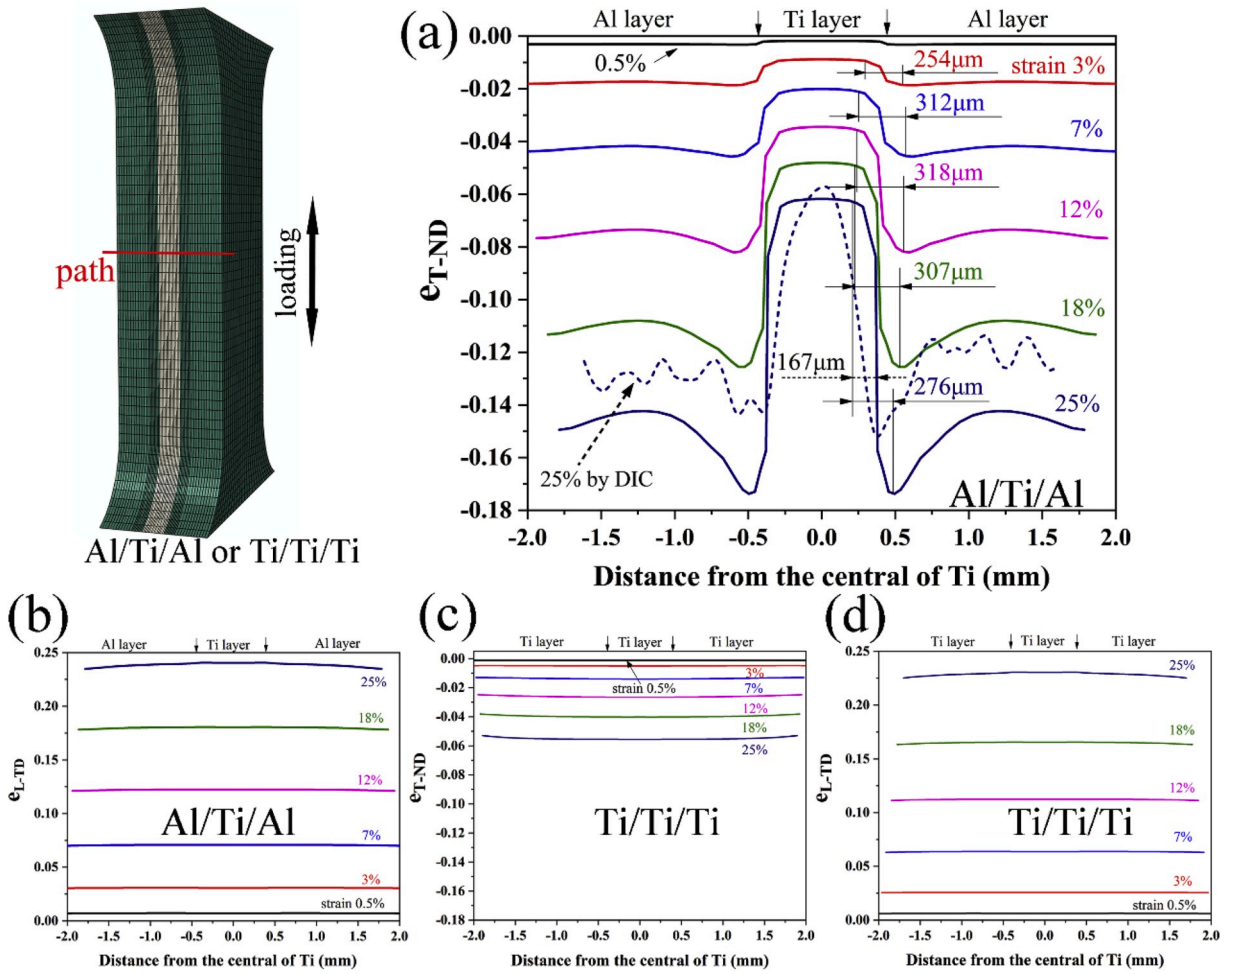 path
loading
Al/Ti/Al or Ti/Ti/Ti
(a)
Al layer Ti layer Al layer
0.00
-0.02
-0.04
-0.06
-0.08
-0.10
-0.12
-0.14
-0.16
-0.18
e_T-ND
0.5%
254μm strain 3%
312μm
7%
318μm
12%
307μm
18%
167μm
276μm
25%
25% by DIC
Al/Ti/Al
-2.0 -1.5 -1.0 -0.5 0.0 0.5 1.0 1.5 2.0
Distance from the central of Ti (mm)
(b)
Al layer Ti layer Al layer
0.25
0.20
0.15
0.10
0.05
0.00
e_L-TD
25%
18%
12%
Al/Ti/Al
7%
3%
strain 0.5%
-2.0 -1.5 -1.0 -0.5 0.0 0.5 1.0 1.5 2.0
Distance from the central of Ti (mm)
(c)
Ti layer Ti layer Ti layer
0.00
-0.02
-0.04
-0.06
-0.08
-0.10
-0.12
-0.14
-0.16
-0.18
e_T-ND
3%
strain 0.5%
7%
12%
18%
25%
Ti/Ti/Ti
-2.0 -1.5 -1.0 -0.5 0.0 0.5 1.0 1.5 2.0
Distance from the central of Ti (mm)
(d)
Ti layer Ti layer Ti layer
0.25
0.20
0.15
0.10
0.05
0.00
e_L-TD
25%
18%
12%
Ti/Ti/Ti
7%
3%
strain 0.5%
-2.0 -1.5 -1.0 -0.5 0.0 0.5 1.0 1.5 2.0
Distance from the central of Ti (mm)